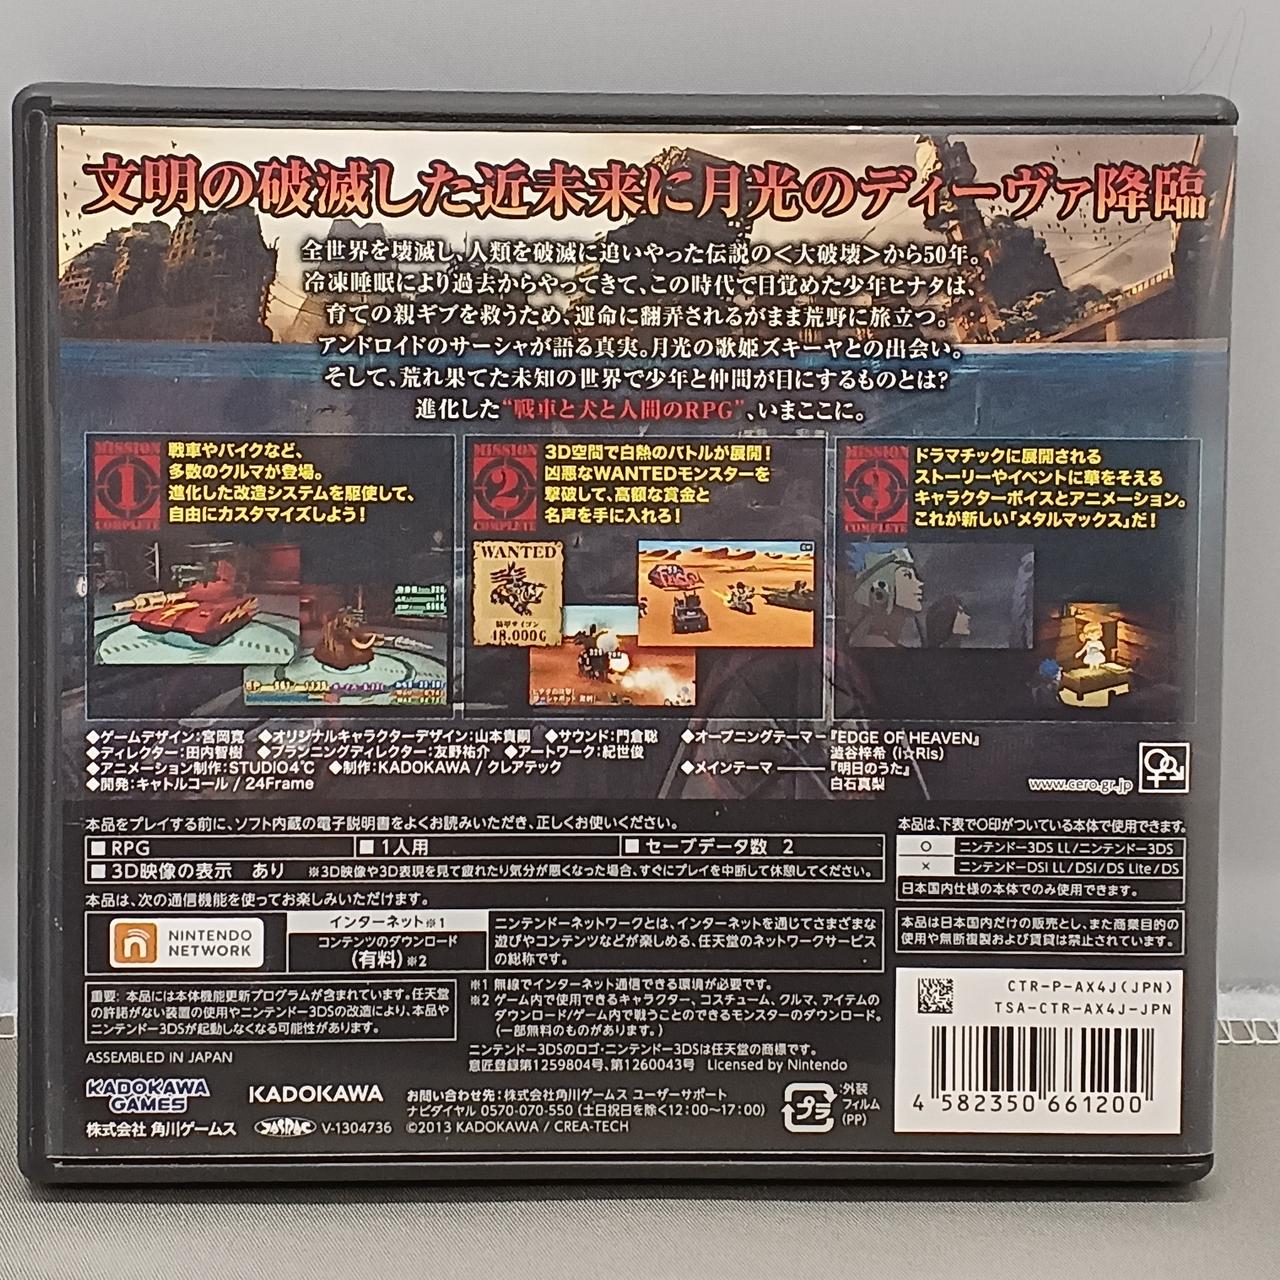 文明の破滅した近未来に月光のディーヴァ降臨
全世界を壊滅し、人類を破滅に追いやった伝説の<大破壊>から50年。
冷凍睡眠により過去からやってきて、この時代で目覚めた少年ヒナタは、
育ての親ギブを救うため、運命に翻弄されるがまま荒野に旅立つ。
アンドロイドのサーシャが語る真実。月光の歌姫ズキーヤとの出会い。
そして、荒れ果てた未知の世界で少年と仲間が目にするものとは?
進化した“戦車と犬と人間のRPG”、いまここに。
MISSION
1
COMPLETE
戦車やバイクなど、
多数のクルマが登場。
進化した改造システムを駆使して、
自由にカスタマイズしよう!
MISSION
2
COMPLETE
3D空間で白熱のバトルが展開!
凶悪なWANTEDモンスターを
撃破して、高額な賞金と
名声を手に入れろ!
WANTED
18,000G
MISSION
3
COMPLETE
ドラマチックに展開される
ストーリーやイベントに華をそえる
キャラクターボイスとアニメーション。
これが新しい「メタルマックス」だ!
◆ゲームデザイン:宮岡寛 ◆オリジナルキャラクターデザイン:山本貴嗣 ◆サウンド:門倉聡
◆ディレクター:田内智樹 ◆プランニングディレクター:友野祐介 ◆アートワーク:紀世俊
◆アニメーション制作:STUDIO4℃ ◆制作:KADOKAWA / クレアテック
◆開発:キャトルコール / 24Frame
◆オープニングテーマー『EDGE OF HEAVEN』
澁谷梓希 (i☆Ris)
◆メインテーマ ――『明日のうた』
白石真梨
www.cero.gr.jp
本品をプレイする前に、ソフト内蔵の電子説明書をよくお読みいただき、正しくお使いください。
■RPG ■1人用 ■セーブデータ数 2
■3D映像の表示 あり ※3D映像や3D表現を見て疲れたり気分が悪くなった場合、すぐにプレイを中断して休憩してください。
本品は、下表で○印がついている本体で使用できます。
○ ニンテンドー3DS LL/ニンテンドー3DS
× ニンテンドーDSi LL/DSi/DS Lite/DS
日本国内仕様の本体でのみ使用できます。
本品は、次の通信機能を使ってお楽しみいただけます。
NINTENDO
NETWORK
インターネット※1
コンテンツのダウンロード
(有料)※2
ニンテンドーネットワークとは、インターネットを通じてさまざまな
遊びやコンテンツなどが楽しめる、任天堂のネットワークサービス
の総称です。
本品は日本国内だけの販売とし、また商業目的の
使用や無断複製および賃貸は禁止されています。
重要: 本品には本体機能更新プログラムが含まれています。任天堂
の許諾がない装置の使用やニンテンドー3DSの改造により、本品や
ニンテンドー3DSが起動しなくなる可能性があります。
※1 無線でインターネット通信できる環境が必要です。
※2 ゲーム内で使用できるキャラクター、コスチューム、クルマ、アイテムの
ダウンロード/ゲーム内で戦うことのできるモンスターのダウンロード。
(一部無料のものがあります。)
ASSEMBLED IN JAPAN
ニンテンドー3DSのロゴ・ニンテンドー3DSは任天堂の商標です。
意匠登録第1259804号、第1260043号 Licensed by Nintendo
KADOKAWA
GAMES
株式会社 角川ゲームス
KADOKAWA
JASRAC V-1304736
お問い合わせ先:株式会社角川ゲームス ユーザーサポート
ナビダイヤル 0570-070-550 (土日祝日を除く12:00〜17:00)
©2013 KADOKAWA / CREA-TECH
プラ
:外装
フィルム
(PP)
CTR-P-AX4J(JPN)
TSA-CTR-AX4J-JPN
4 582350 661200